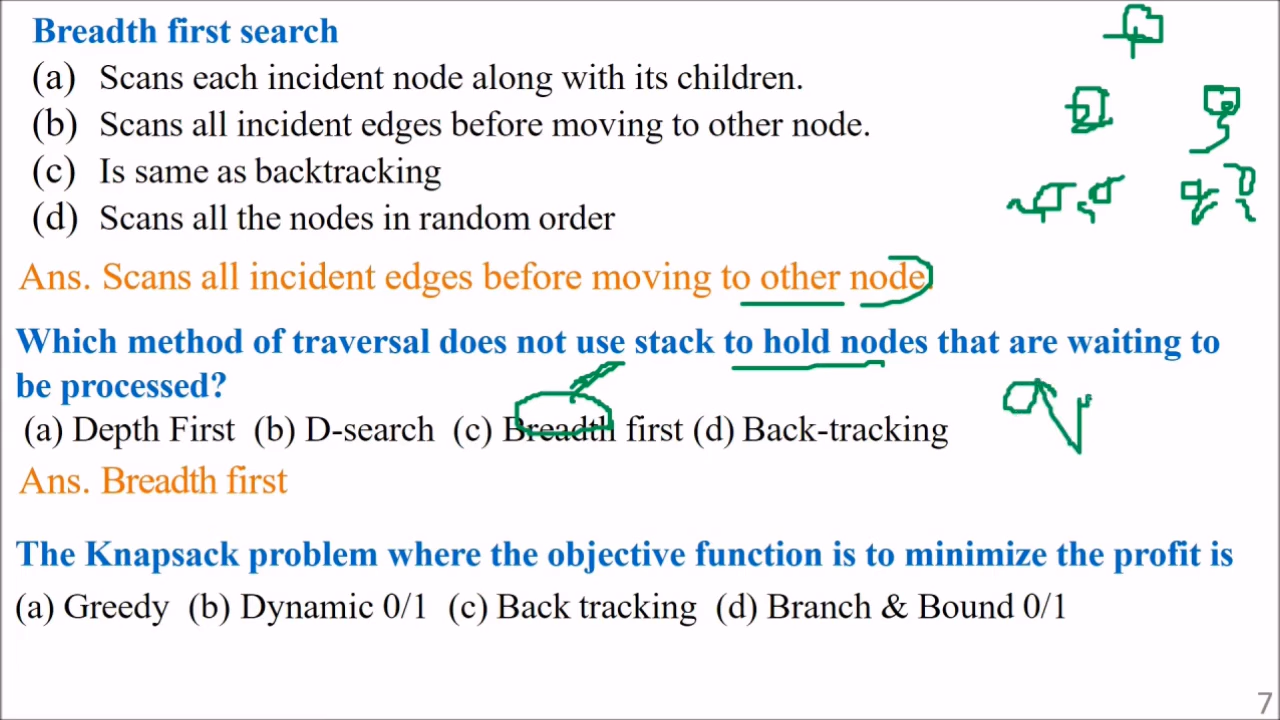 Breadth first search
(a) Scans each incident node along with its children.
(b) Scans all incident edges before moving to other node.
(c) Is same as backtracking
(d) Scans all the nodes in random order
Ans. Scans all incident edges before moving to other node.
Which method of traversal does not use stack to hold nodes that are waiting to
be processed?
(a) Depth First (b) D-search (c) Breadth first (d) Back-tracking
Ans. Breadth first
The Knapsack problem where the objective function is to minimize the profit is
(a) Greedy (b) Dynamic 0/1 (c) Back tracking (d) Branch & Bound 0/1
7